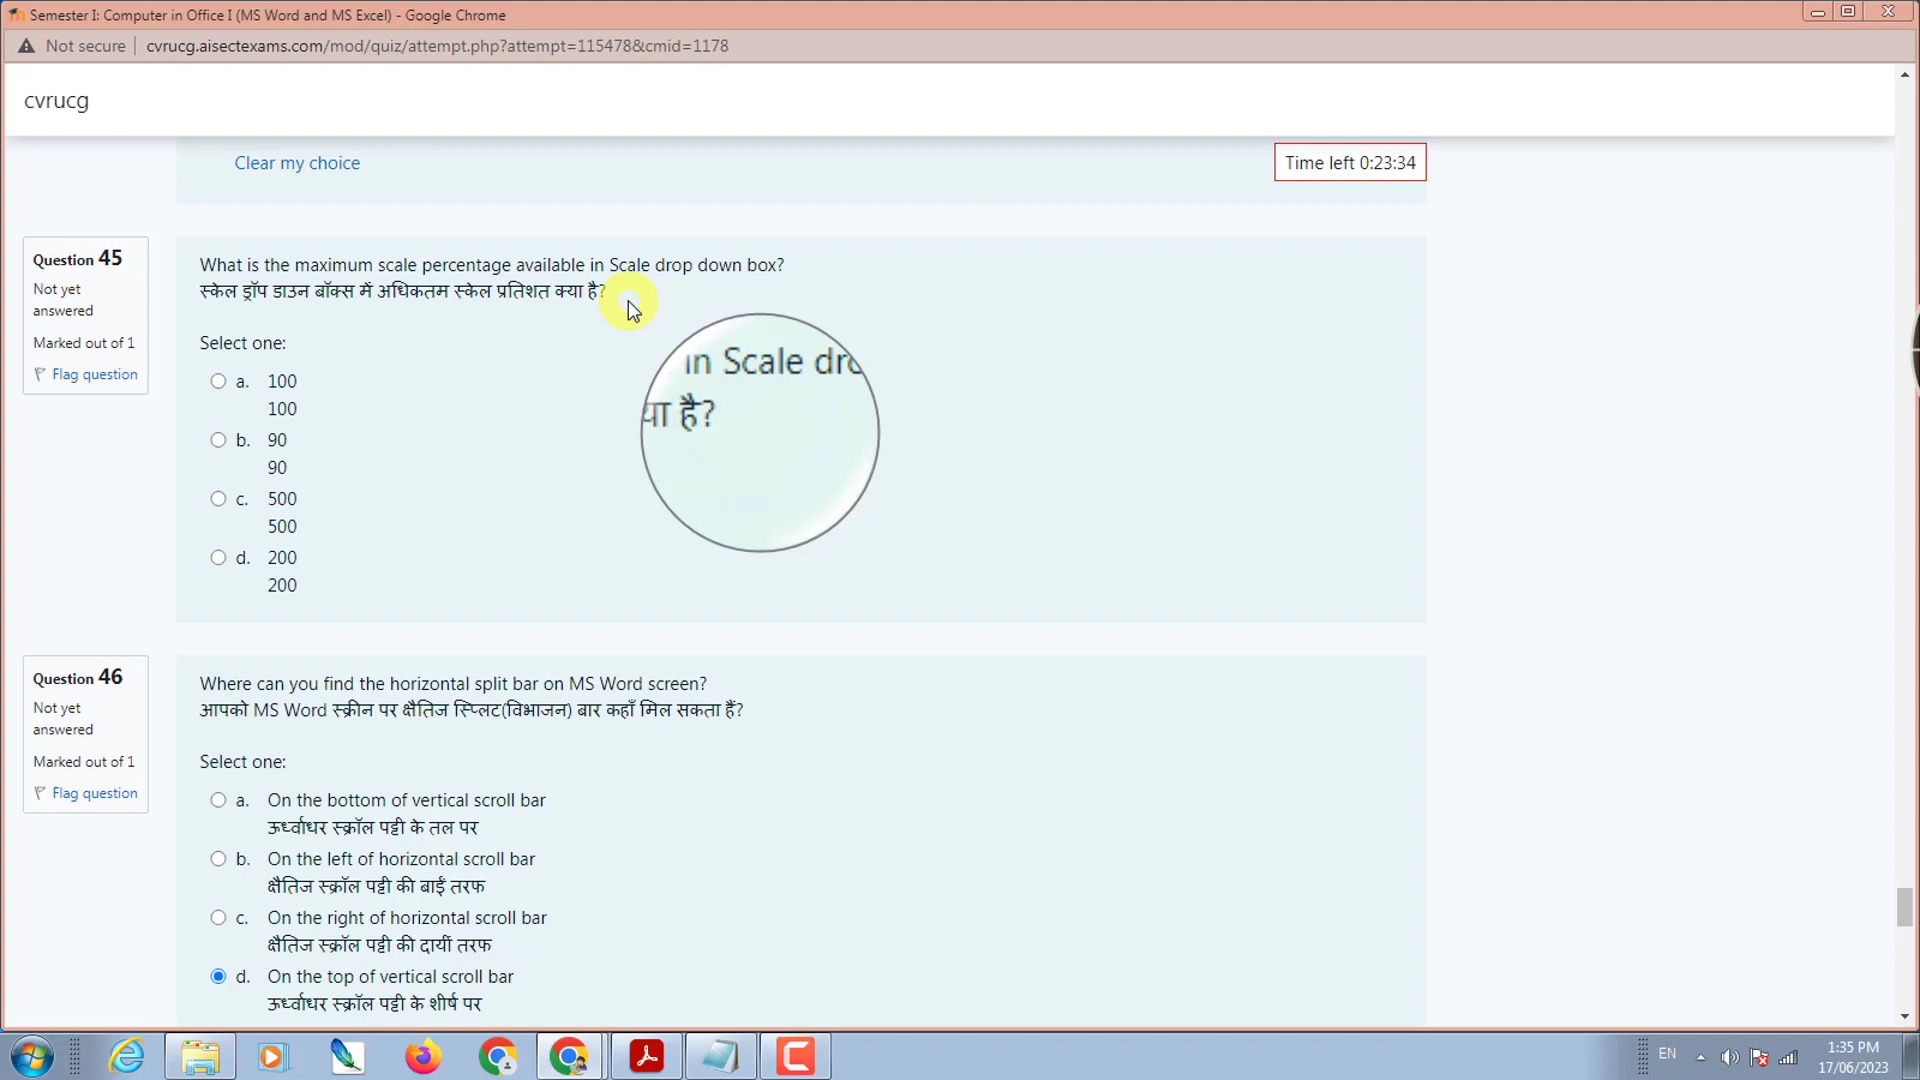 Semester I: Computer in Office I (MS Word and MS Excel) - Google Chrome
Not secure
cvrucg.aisectexams.com/mod/quiz/attempt.php?attempt=115478&cmid=1178
cvrucg
Clear my choice
Time left 0:23:34
Question 45
Not yet
answered
Marked out of 1
Flag question
What is the maximum scale percentage available in Scale drop down box?
स्केल ड्रॉप डाउन बॉक्स में अधिकतम स्केल प्रतिशत क्या है?
in Scale dro
या है?
Select one:
a. 100
100
b. 90
90
c. 500
500
d. 200
200
Question 46
Not yet
answered
Marked out of 1
Flag question
Where can you find the horizontal split bar on MS Word screen?
आपको MS Word स्क्रीन पर क्षैतिज स्प्लिट(विभाजन) बार कहाँ मिल सकता हैं?
Select one:
a. On the bottom of vertical scroll bar
ऊर्ध्वाधर स्क्रॉल पट्टी के तल पर
b. On the left of horizontal scroll bar
क्षैतिज स्क्रॉल पट्टी की बाईं तरफ
c. On the right of horizontal scroll bar
क्षैतिज स्क्रॉल पट्टी की दायीं तरफ
d. On the top of vertical scroll bar
ऊर्ध्वाधर स्क्रॉल पट्टी के शीर्ष पर
EN
1:35 PM
17/06/2023